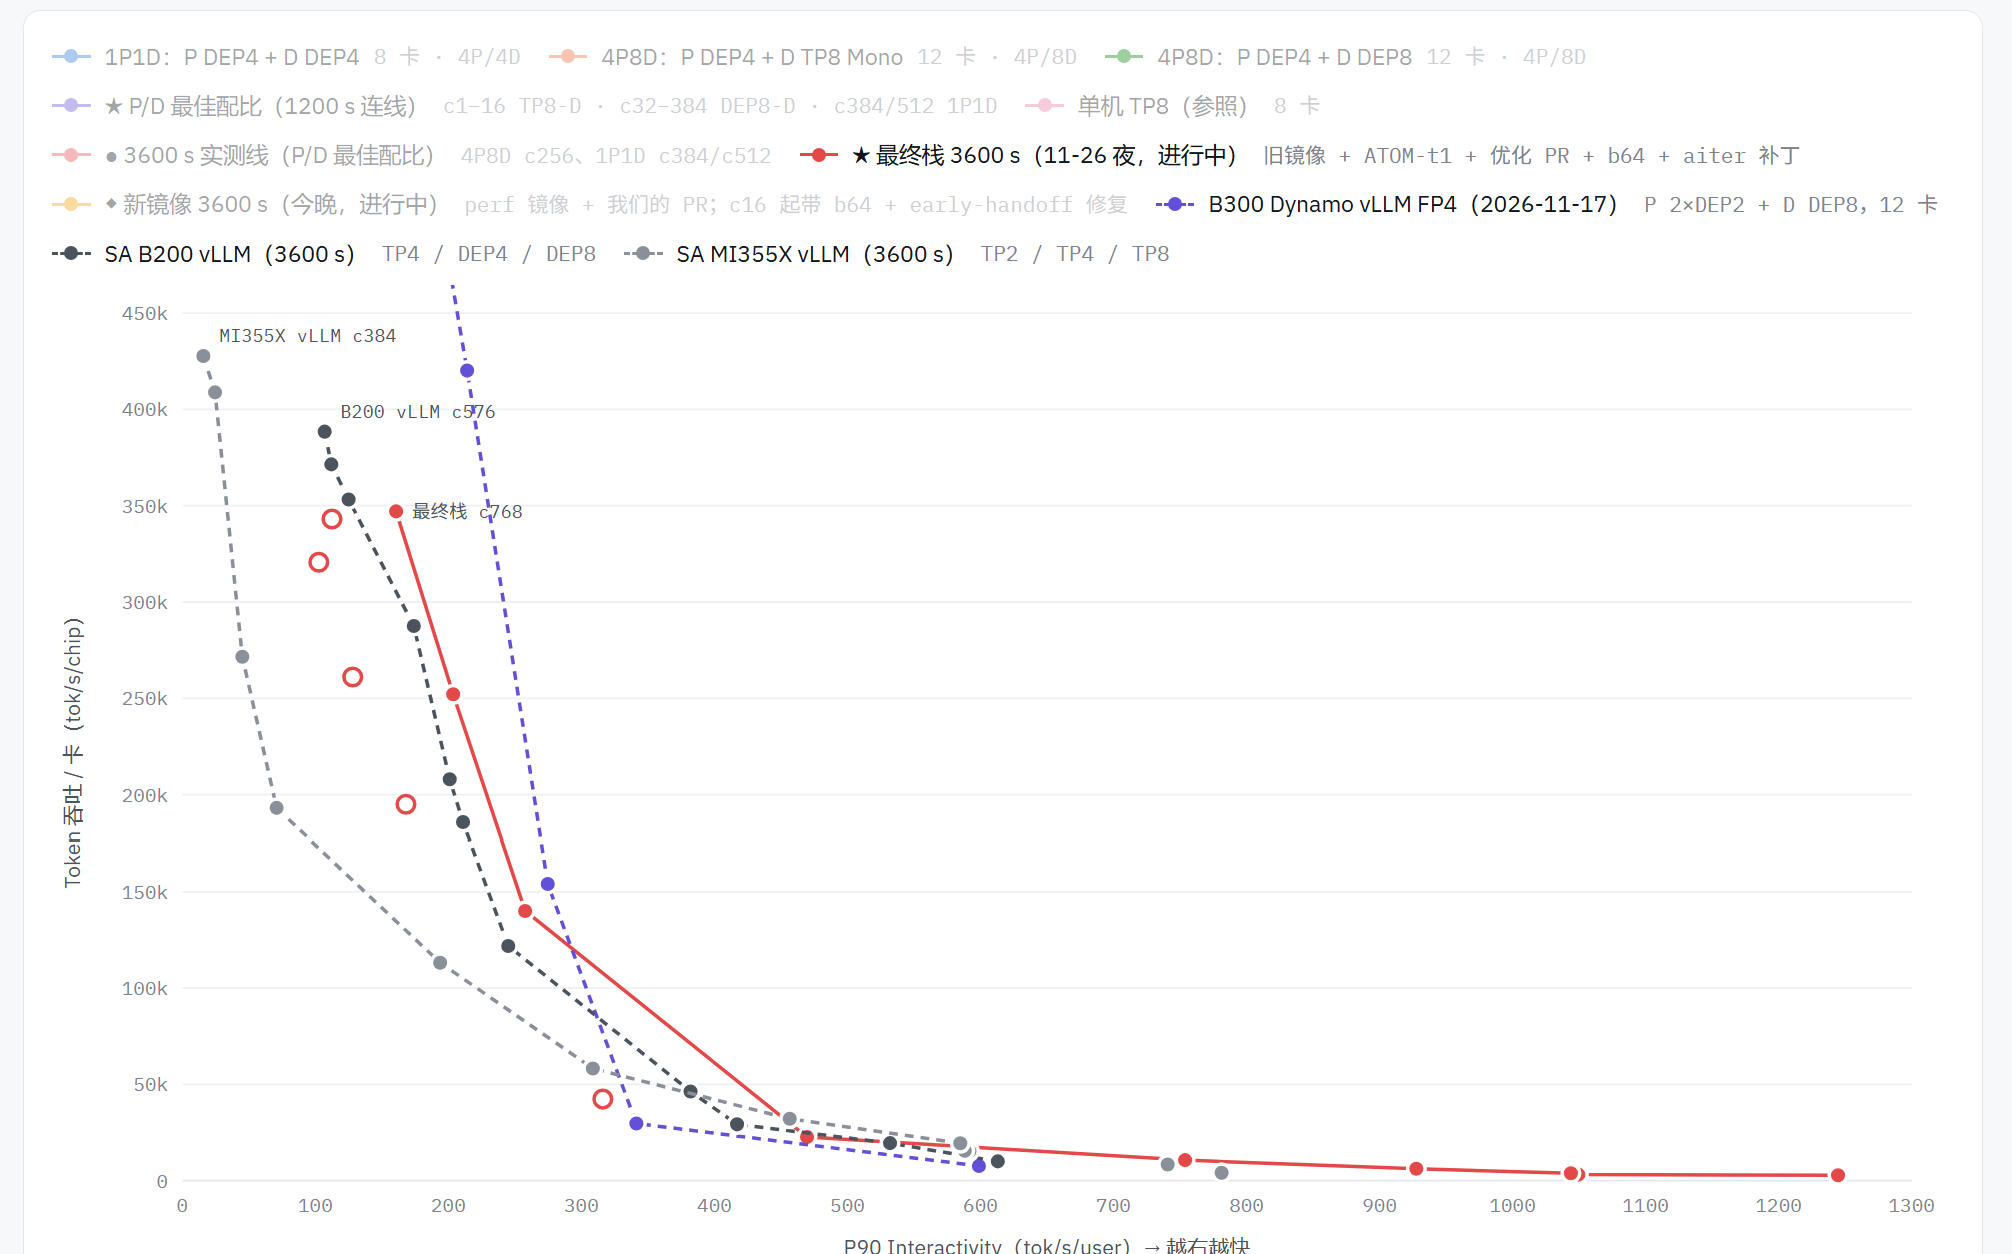 1P1D：P DEP4 + D DEP4 8 卡 · 4P/4D 4P8D：P DEP4 + D TP8 Mono 12 卡 · 4P/8D 4P8D：P DEP4 + D DEP8 12 卡 · 4P/8D
★ P/D 最佳配比（1200 s 连线） c1–16 TP8-D · c32–384 DEP8-D · c384/512 1P1D 单机 TP8（参照） 8 卡
● 3600 s 实测线（P/D 最佳配比） 4P8D c256、1P1D c384/c512 ★ 最终栈 3600 s（11-26 夜，进行中） 旧镜像 + ATOM-t1 + 优化 PR + b64 + aiter 补丁
◆ 新镜像 3600 s（今晚，进行中） perf 镜像 + 我们的 PR；c16 起带 b64 + early-handoff 修复 B300 Dynamo vLLM FP4（2026-11-17） P 2×DEP2 + D DEP8，12 卡
SA B200 vLLM（3600 s） TP4 / DEP4 / DEP8 SA MI355X vLLM（3600 s） TP2 / TP4 / TP8
450k
MI355X vLLM c384
400k
B200 vLLM c576
350k
最终栈 c768
300k
250k
200k
150k
100k
50k
0
Token 吞吐 / 卡（tok/s/chip）
0 100 200 300 400 500 600 700 800 900 1000 1100 1200 1300
P90 Interactivity（tok/s/user）→ 越右越快